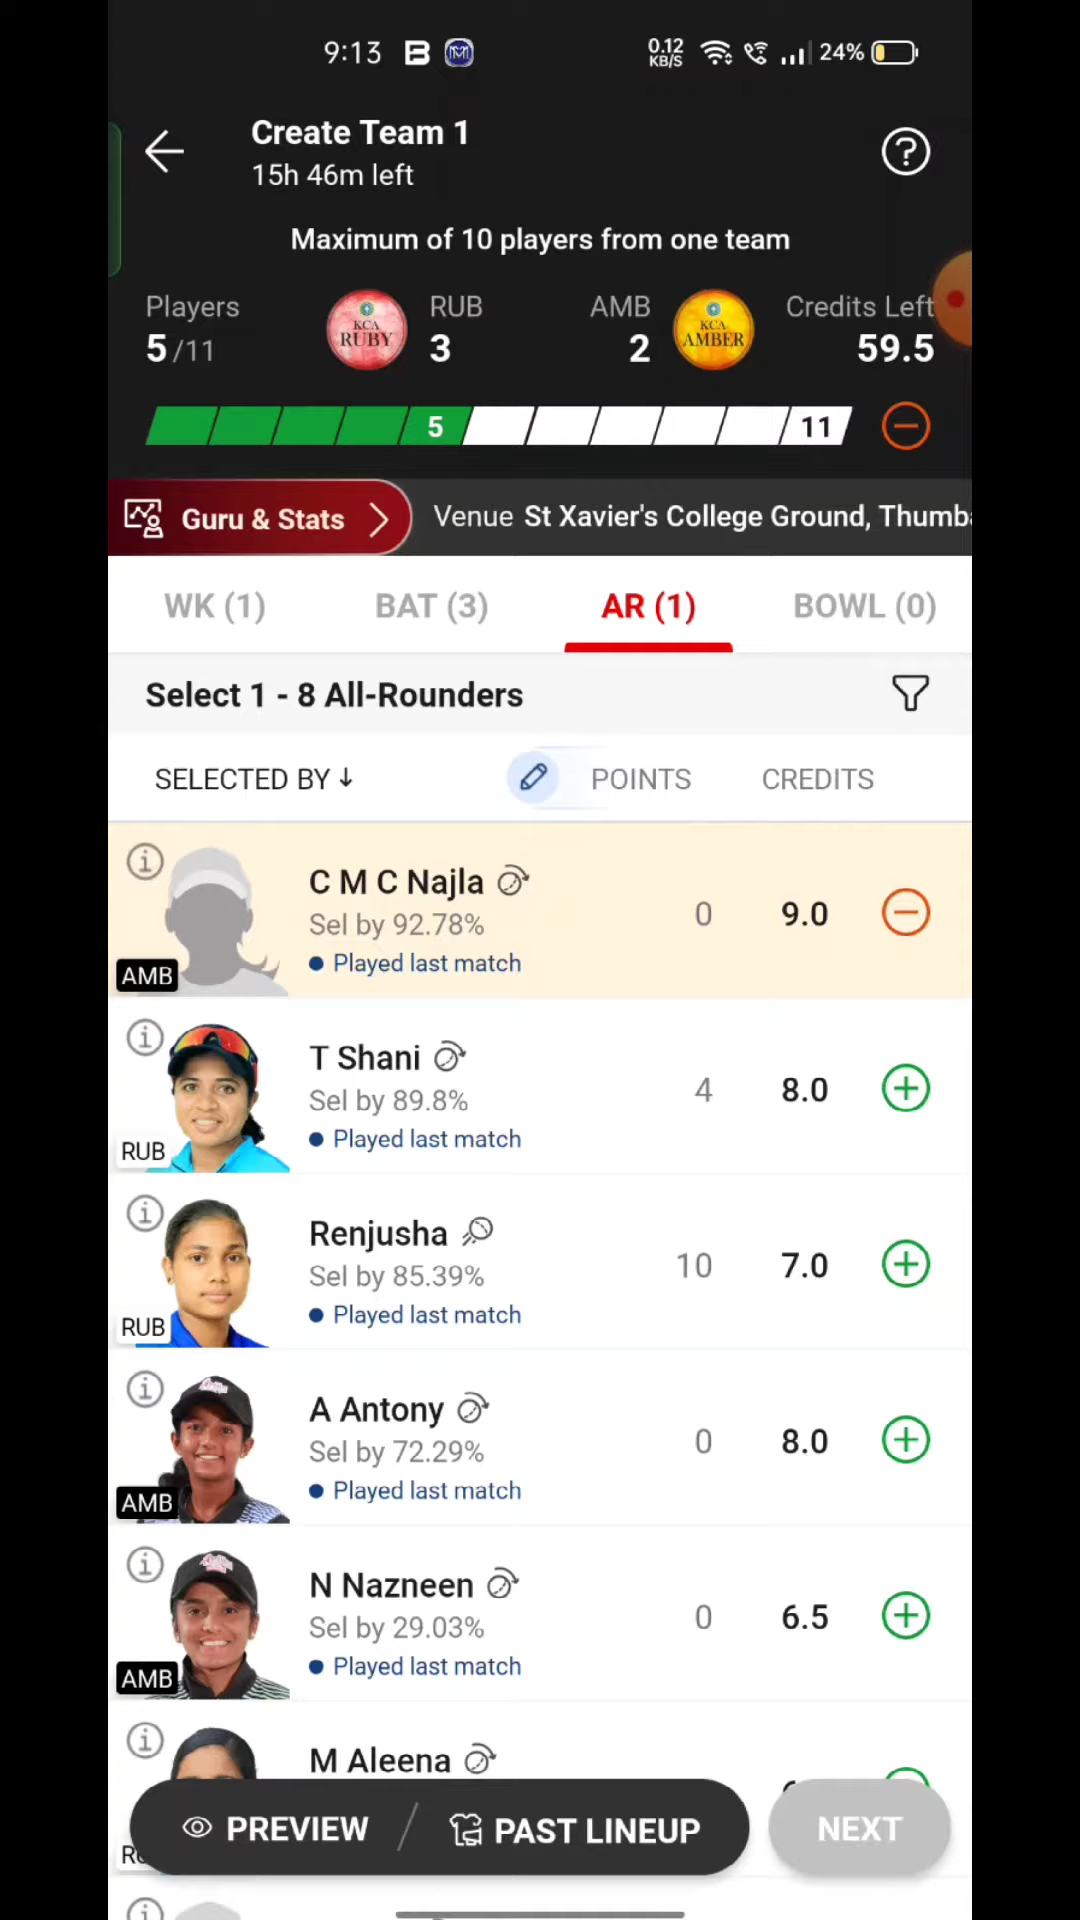 9:13
0.12
KB/S
24%
Create Team 1
15h 46m left
Maximum of 10 players from one team
Players
5/11
KCA
RUBY
RUB
3
AMB
2
KCA
AMBER
Credits Left
59.5
5
11
Guru & Stats
Venue St Xavier's College Ground, Thumba
WK (1)
BAT (3)
AR (1)
BOWL (0)
Select 1 - 8 All-Rounders
SELECTED BY ↓
POINTS
CREDITS
C M C Najla
Sel by 92.78%
Played last match
AMB
0
9.0
T Shani
Sel by 89.8%
Played last match
RUB
4
8.0
Renjusha
Sel by 85.39%
Played last match
RUB
10
7.0
A Antony
Sel by 72.29%
Played last match
AMB
0
8.0
N Nazneen
Sel by 29.03%
Played last match
AMB
0
6.5
M Aleena
PREVIEW
PAST LINEUP
NEXT